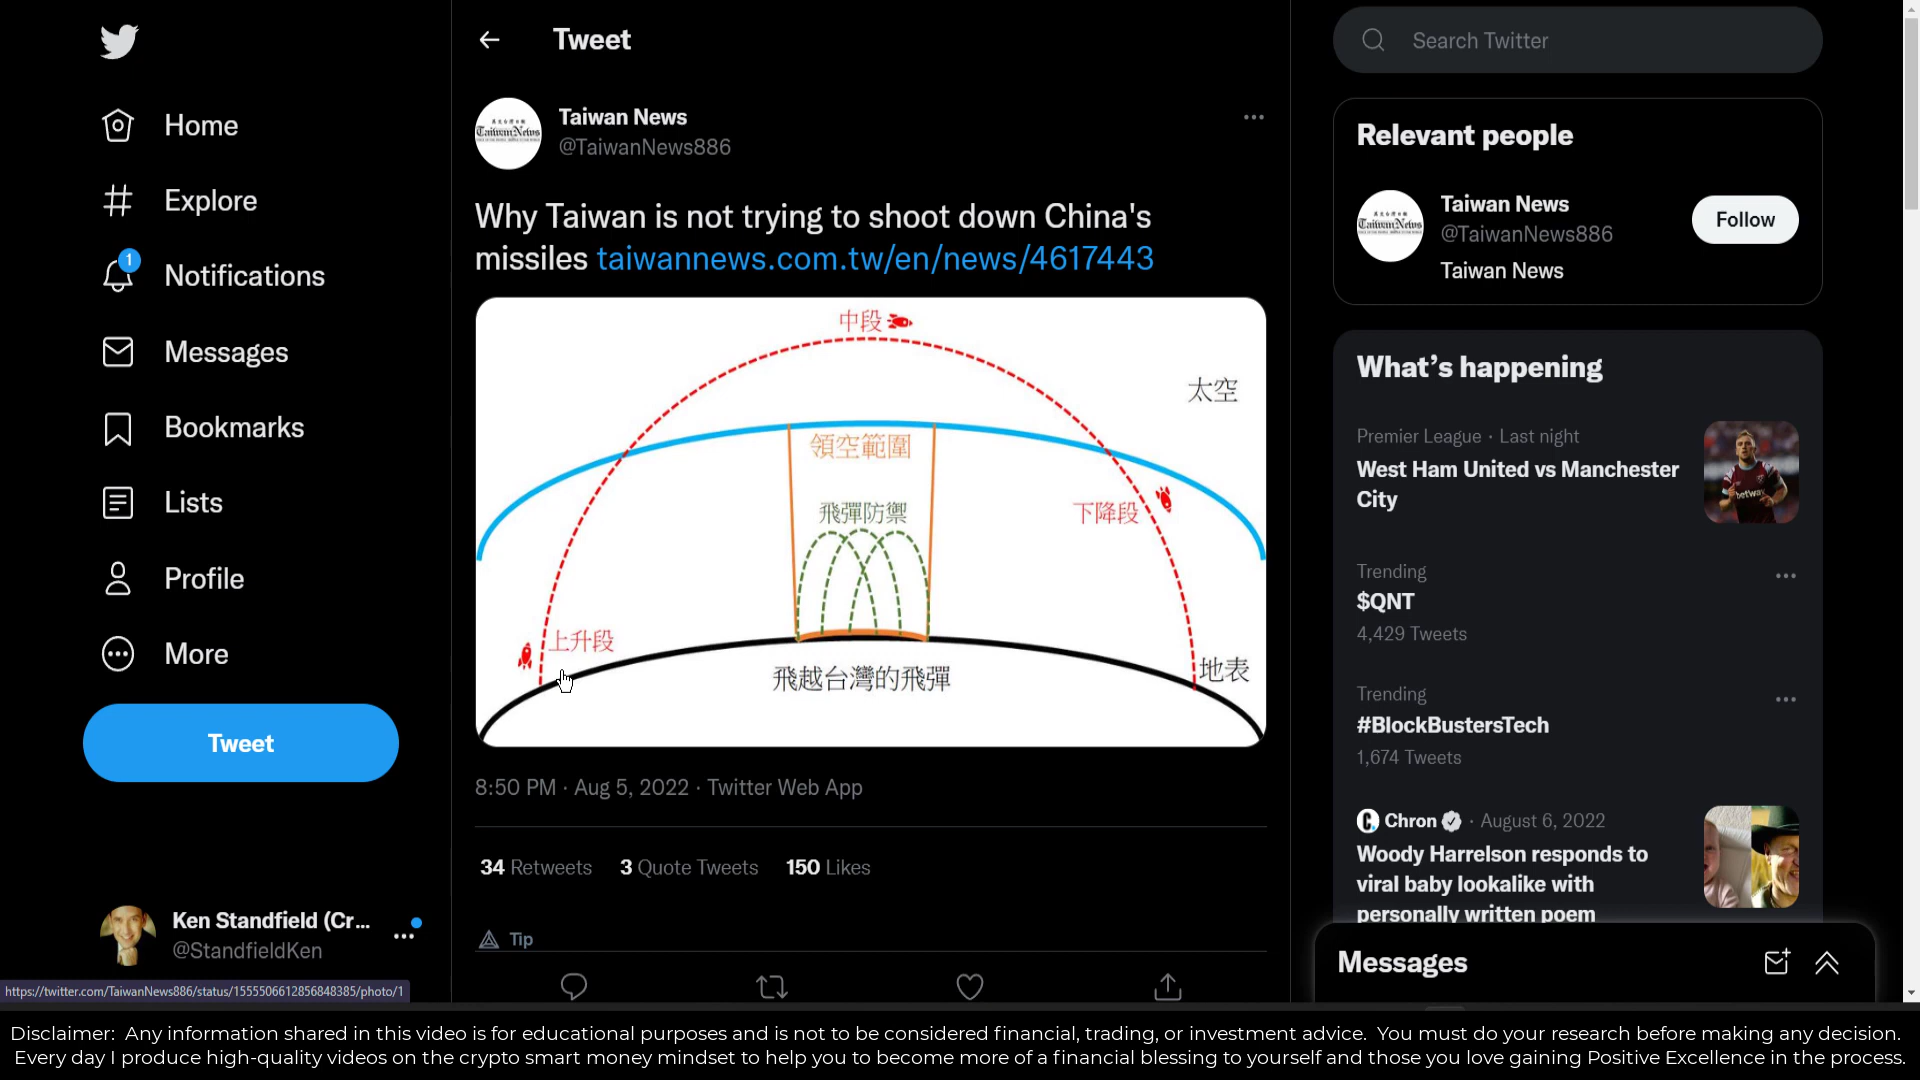 Home
Explore
1
Notifications
Messages
Bookmarks
Lists
Profile
More
Tweet
Ken Standfield (Cr...
@StandfieldKen
https://twitter.com/TaiwanNews886/status/1555506612856848385/photo/1
Tweet
Taiwan News
Taiwan News
@TaiwanNews886
Why Taiwan is not trying to shoot down China's
missiles taiwannews.com.tw/en/news/4617443
中段
太空
領空範圍
飛彈防禦
下降段
上升段
飛越台灣的飛彈
地表
8:50 PM · Aug 5, 2022 · Twitter Web App
34 Retweets 3 Quote Tweets 150 Likes
Tip
Search Twitter
Relevant people
Taiwan News
Taiwan News
@TaiwanNews886
Taiwan News
Follow
What's happening
Premier League · Last night
West Ham United vs Manchester
City
betway
Trending
$QNT
4,429 Tweets
Trending
#BlockBustersTech
1,674 Tweets
Chron · August 6, 2022
Woody Harrelson responds to
viral baby lookalike with
personally written poem
Messages
Disclaimer: Any information shared in this video is for educational purposes and is not to be considered financial, trading, or investment advice. You must do your research before making any decision.
Every day I produce high-quality videos on the crypto smart money mindset to help you to become more of a financial blessing to yourself and those you love gaining Positive Excellence in the process.